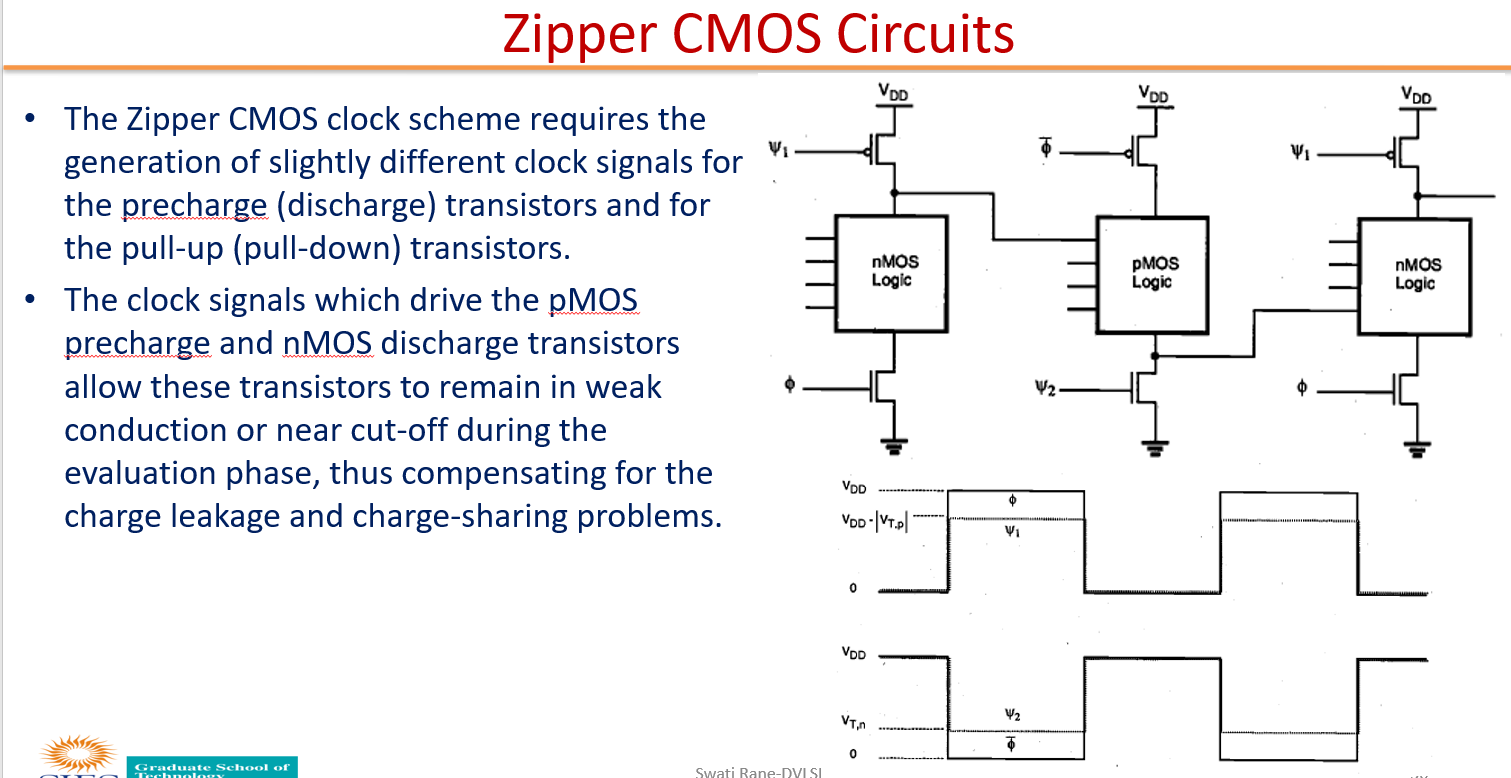 Zipper CMOS Circuits
• The Zipper CMOS clock scheme requires the
generation of slightly different clock signals for
the precharge (discharge) transistors and for
the pull-up (pull-down) transistors.
• The clock signals which drive the pMOS
precharge and nMOS discharge transistors
allow these transistors to remain in weak
conduction or near cut-off during the
evaluation phase, thus compensating for the
charge leakage and charge-sharing problems.
VDD
VDD
VDD
Ψ1
ϕ̅
Ψ1
nMOS
Logic
pMOS
Logic
nMOS
Logic
ϕ
Ψ2
ϕ
VDD
ϕ
VDD - |VT,p|
Ψ1
0
VDD
Ψ2
VT,n
ϕ̅
0
Graduate School of
Technology
Swati Rane-DVLSI